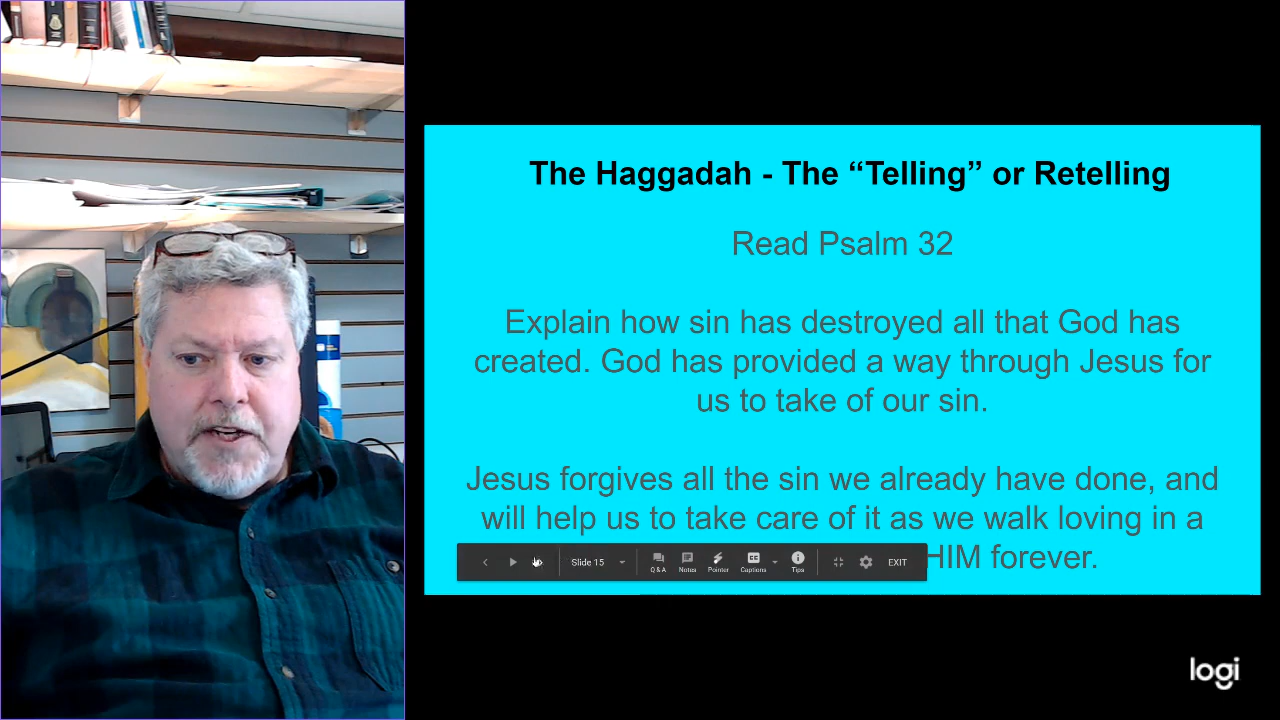 The Haggadah - The “Telling” or Retelling
Read Psalm 32
Explain how sin has destroyed all that God has
created. God has provided a way through Jesus for
us to take of our sin.
Jesus forgives all the sin we already have done, and
will help us to take care of it as we walk loving in a
HIM forever.
Slide 15
Q & A
Notes
Pointer
CC
Captions
Tips
EXIT
logi